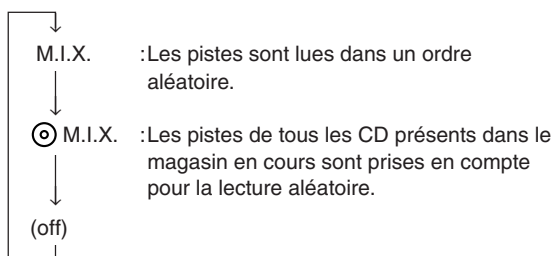 M.I.X. :Les pistes sont lues dans un ordre
aléatoire.
M.I.X. :Les pistes de tous les CD présents dans le
magasin en cours sont prises en compte
pour la lecture aléatoire.
(off)